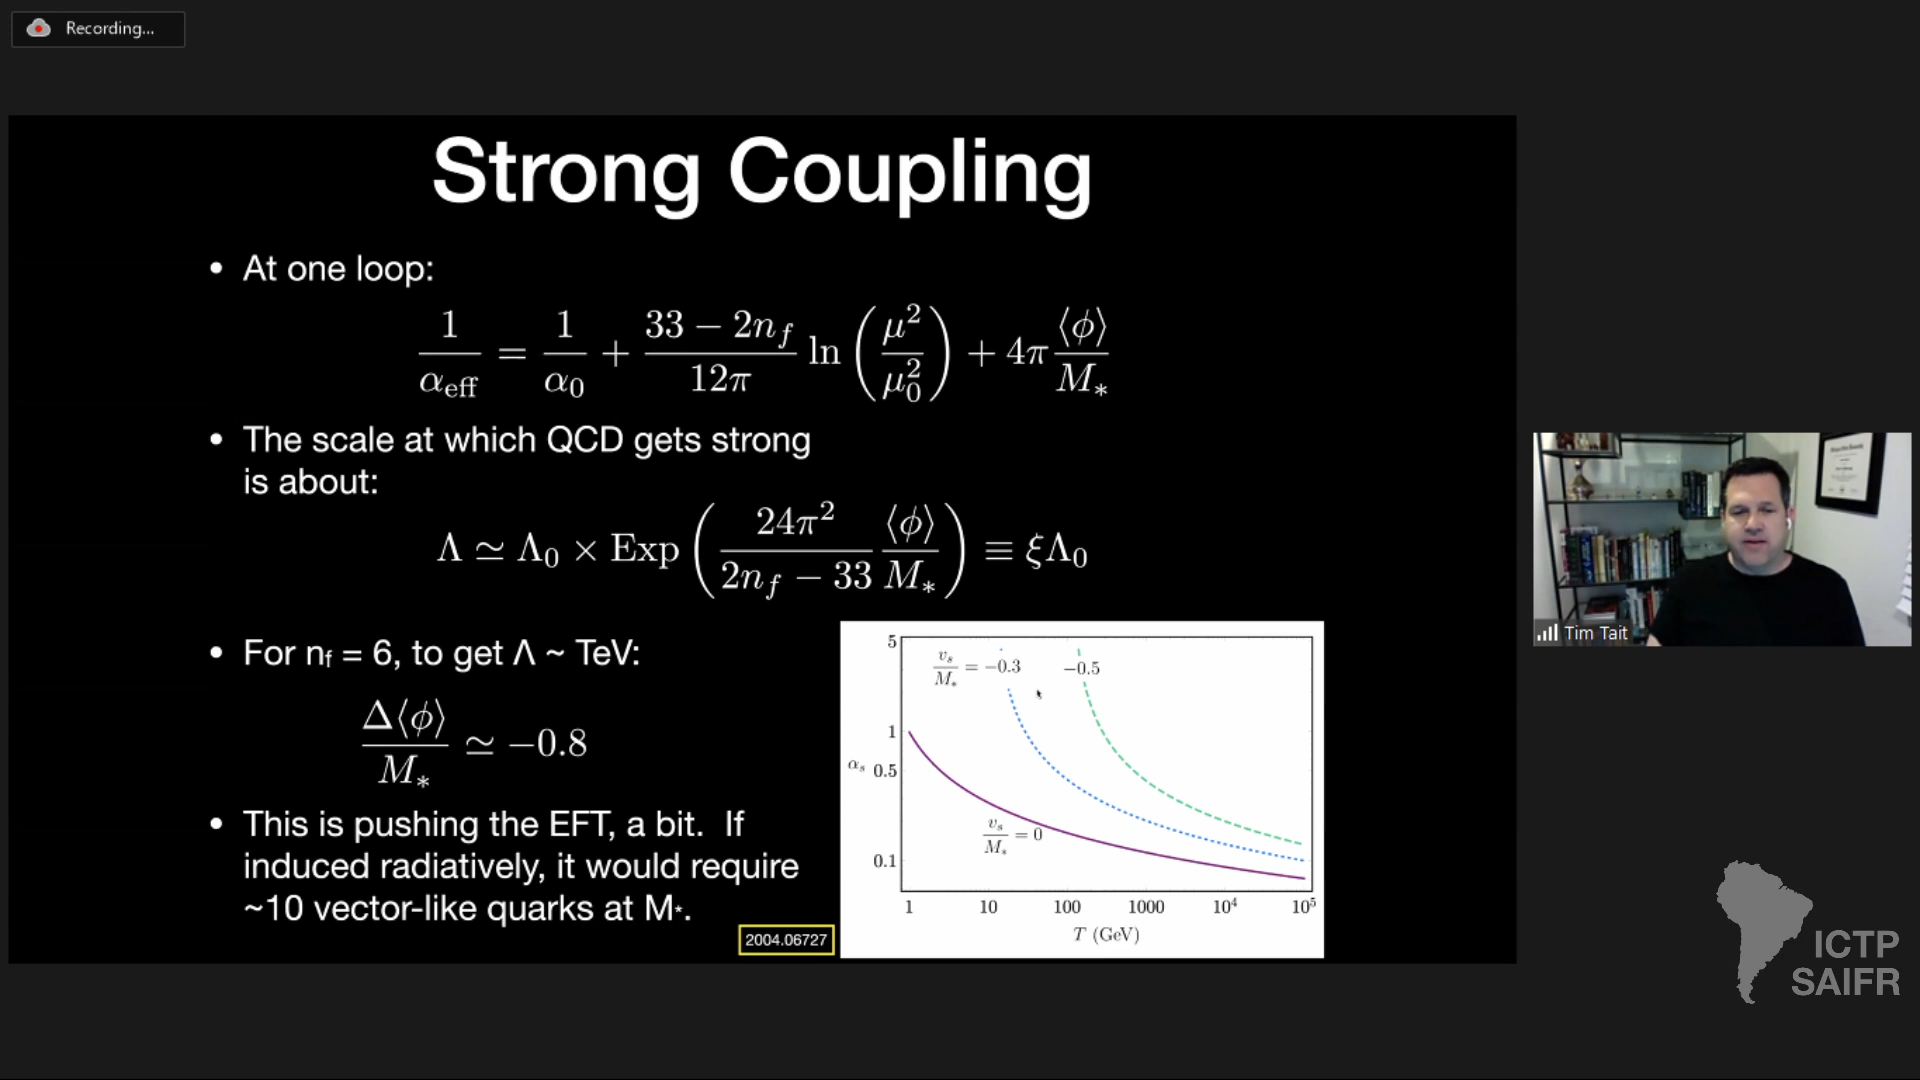 Recording...
Strong Coupling
• At one loop:
1/α_eff = 1/α_0 + (33 − 2n_f)/(12π) ln(μ²/μ_0²) + 4π ⟨ϕ⟩/M_*
• The scale at which QCD gets strong
is about:
Λ ≃ Λ_0 × Exp(24π²/(2n_f − 33) ⟨ϕ⟩/M_*) ≡ ξΛ_0
• For n_f = 6, to get Λ ~ TeV:
Δ⟨ϕ⟩/M_* ≃ −0.8
• This is pushing the EFT, a bit. If
induced radiatively, it would require
~10 vector-like quarks at M*.
2004.06727
5
v_s/M_* = −0.3
−0.5
1
α_s
0.5
v_s/M_* = 0
0.1
1 10 100 1000 10⁴ 10⁵
T (GeV)
Tim Tait
ICTP
SAIFR